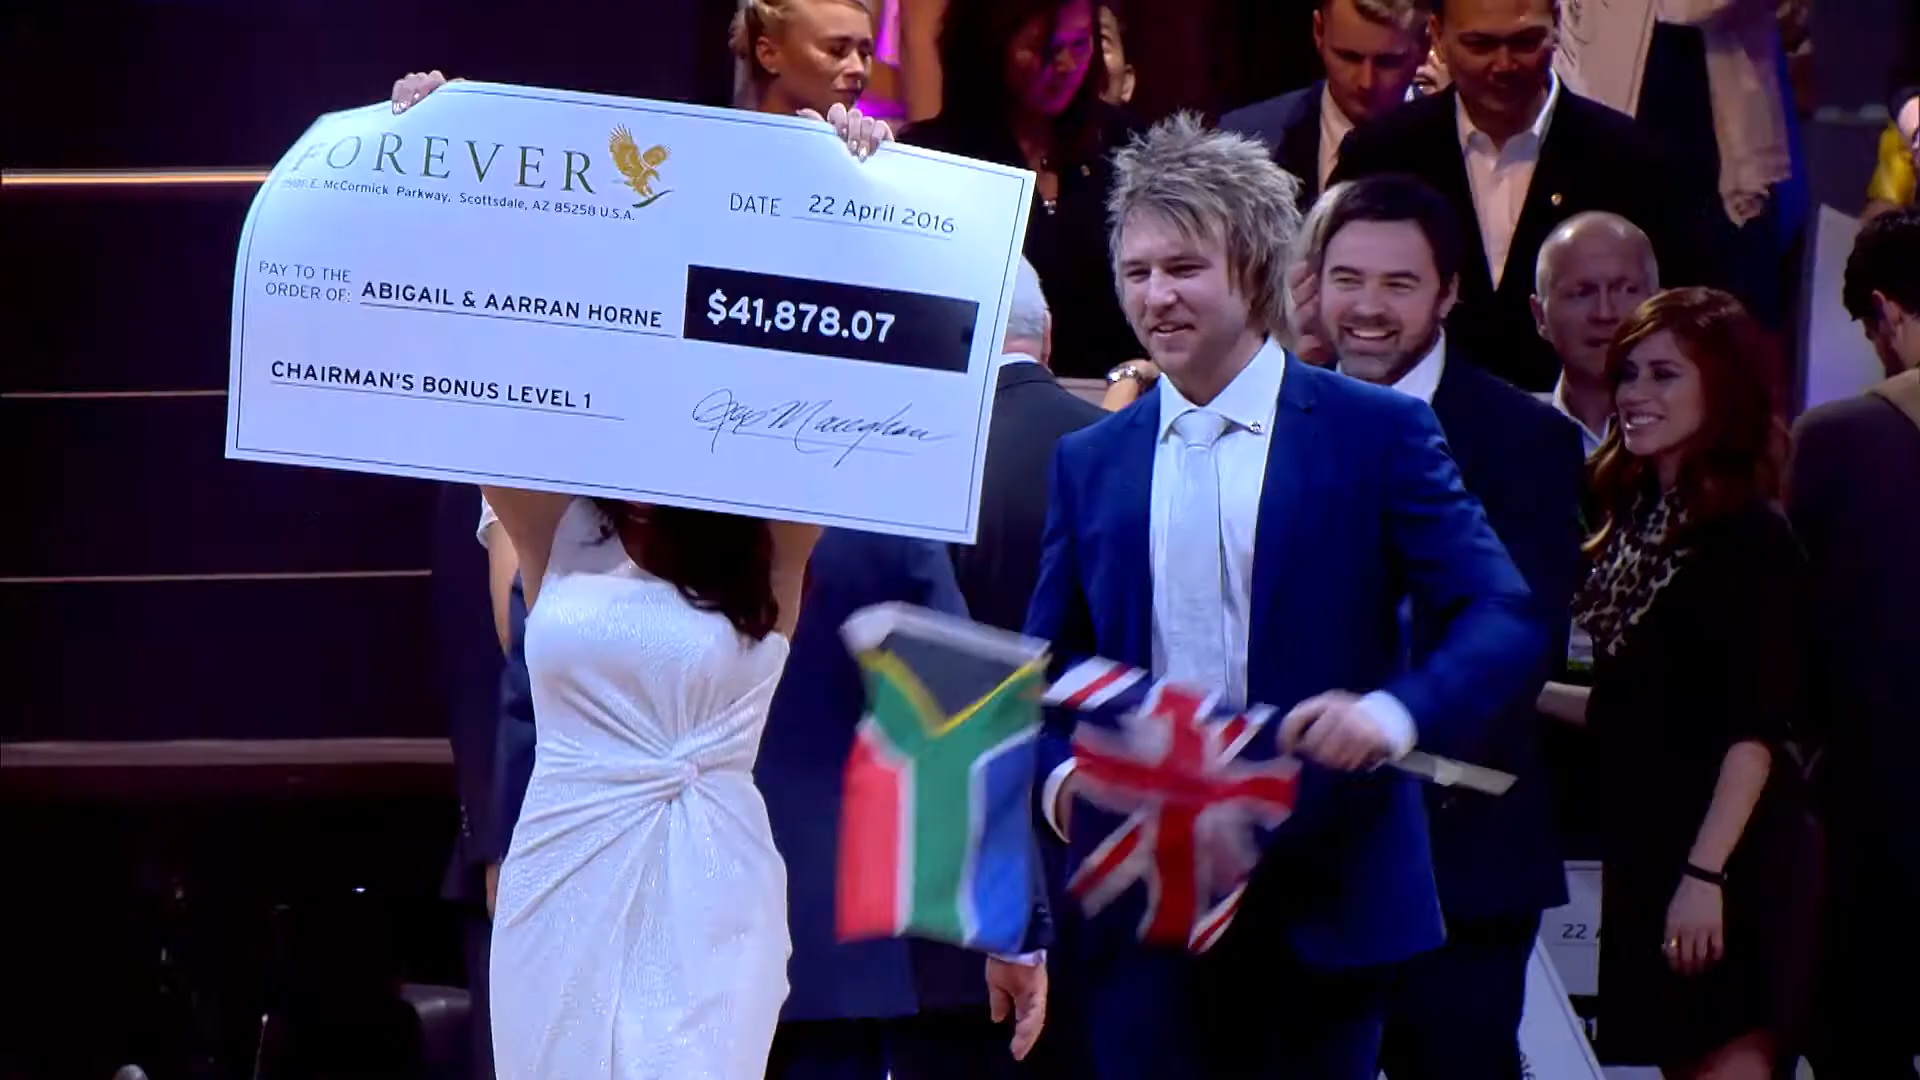 FOREVER
E. McCormick Parkway, Scottsdale, AZ 85258 U.S.A.
DATE 22 April 2016
PAY TO THE
ORDER OF: ABIGAIL & AARRAN HORNE
$41,878.07
CHAIRMAN'S BONUS LEVEL 1
22